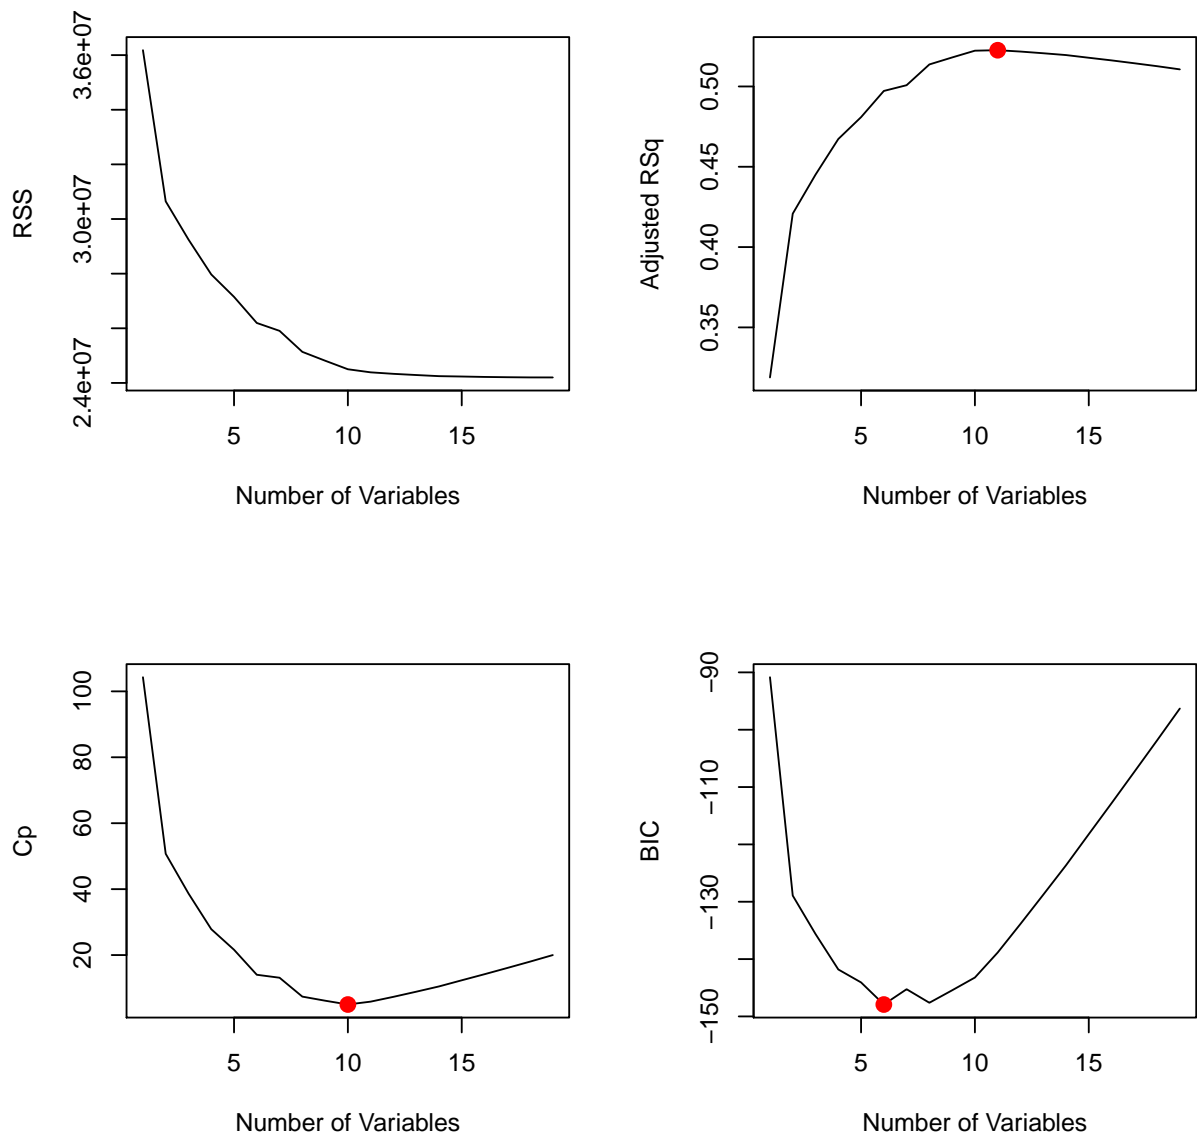 3.6e+07
3.0e+07
2.4e+07
RSS
5 10 15
Number of Variables
0.50
0.45
0.40
0.35
Adjusted RSq
5 10 15
Number of Variables
100
80
60
40
20
Cp
5 10 15
Number of Variables
−90
−110
−130
−150
BIC
5 10 15
Number of Variables